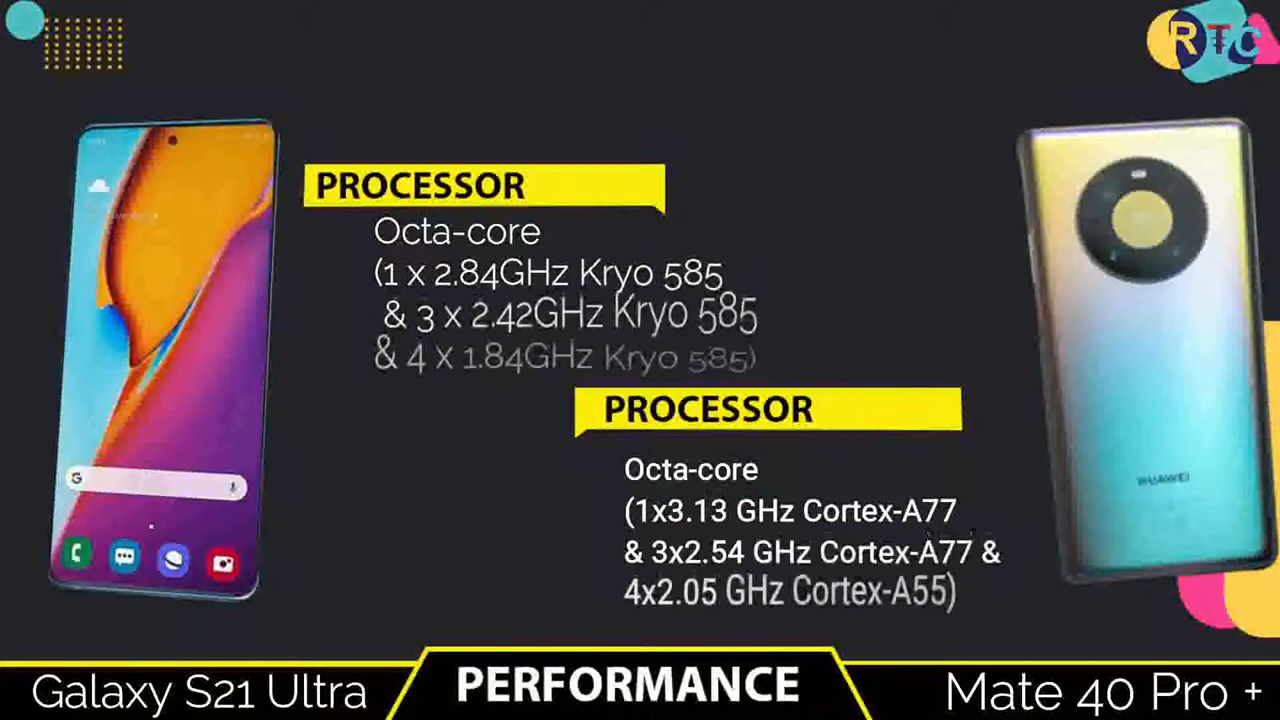 RTC
PROCESSOR
Octa-core
(1 x 2.84GHz Kryo 585
& 3 x 2.42GHz Kryo 585
& 4 x 1.84GHz Kryo 585)
PROCESSOR
Octa-core
(1x3.13 GHz Cortex-A77
& 3x2.54 GHz Cortex-A77 &
4x2.05 GHz Cortex-A55)
G
HUAWEI
Galaxy S21 Ultra
PERFORMANCE
Mate 40 Pro +